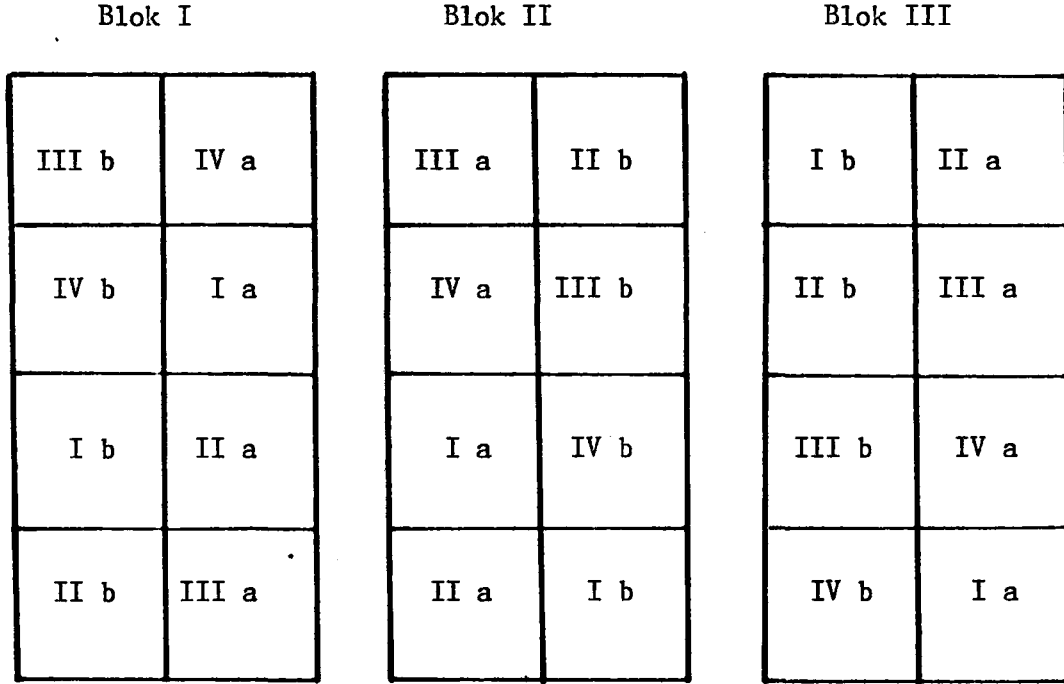 Blok I Blok II Blok III
III b IV a III a II b I b II a
IV b I a IV a III b II b III a
I b II a I a IV b III b IV a
II b III a II a I b IV b I a